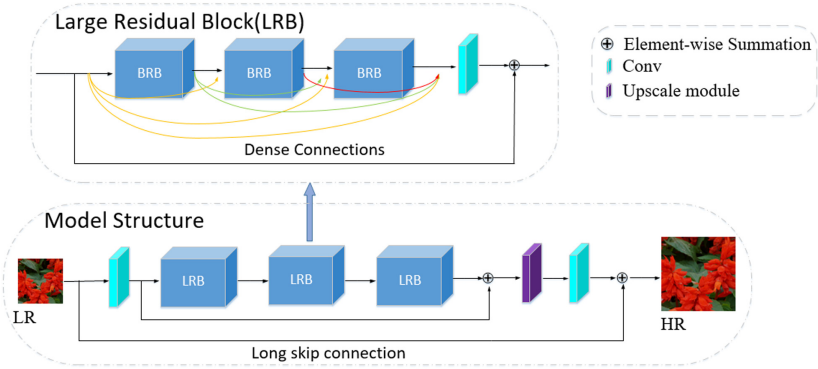 Large Residual Block(LRB)
BRB
BRB
BRB
Dense Connections
Element-wise Summation
Conv
Upscale module
Model Structure
LR
LRB
LRB
LRB
HR
Long skip connection